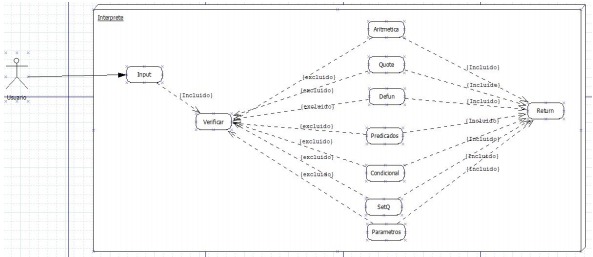 Interprete
Aritmetica
Input
Quote
{excluido}
{Incluido}
Usuario
{Incluido}
{excluido}
{Incluido}
Defun
{excluido}
{Incluido}
Return
Verificar
{excluido}
Predicados
{Incluido}
{excluido}
{Incluido}
{excluido}
Condicional
{Incluido}
{excluido}
{Incluido}
SetQ
Parametros